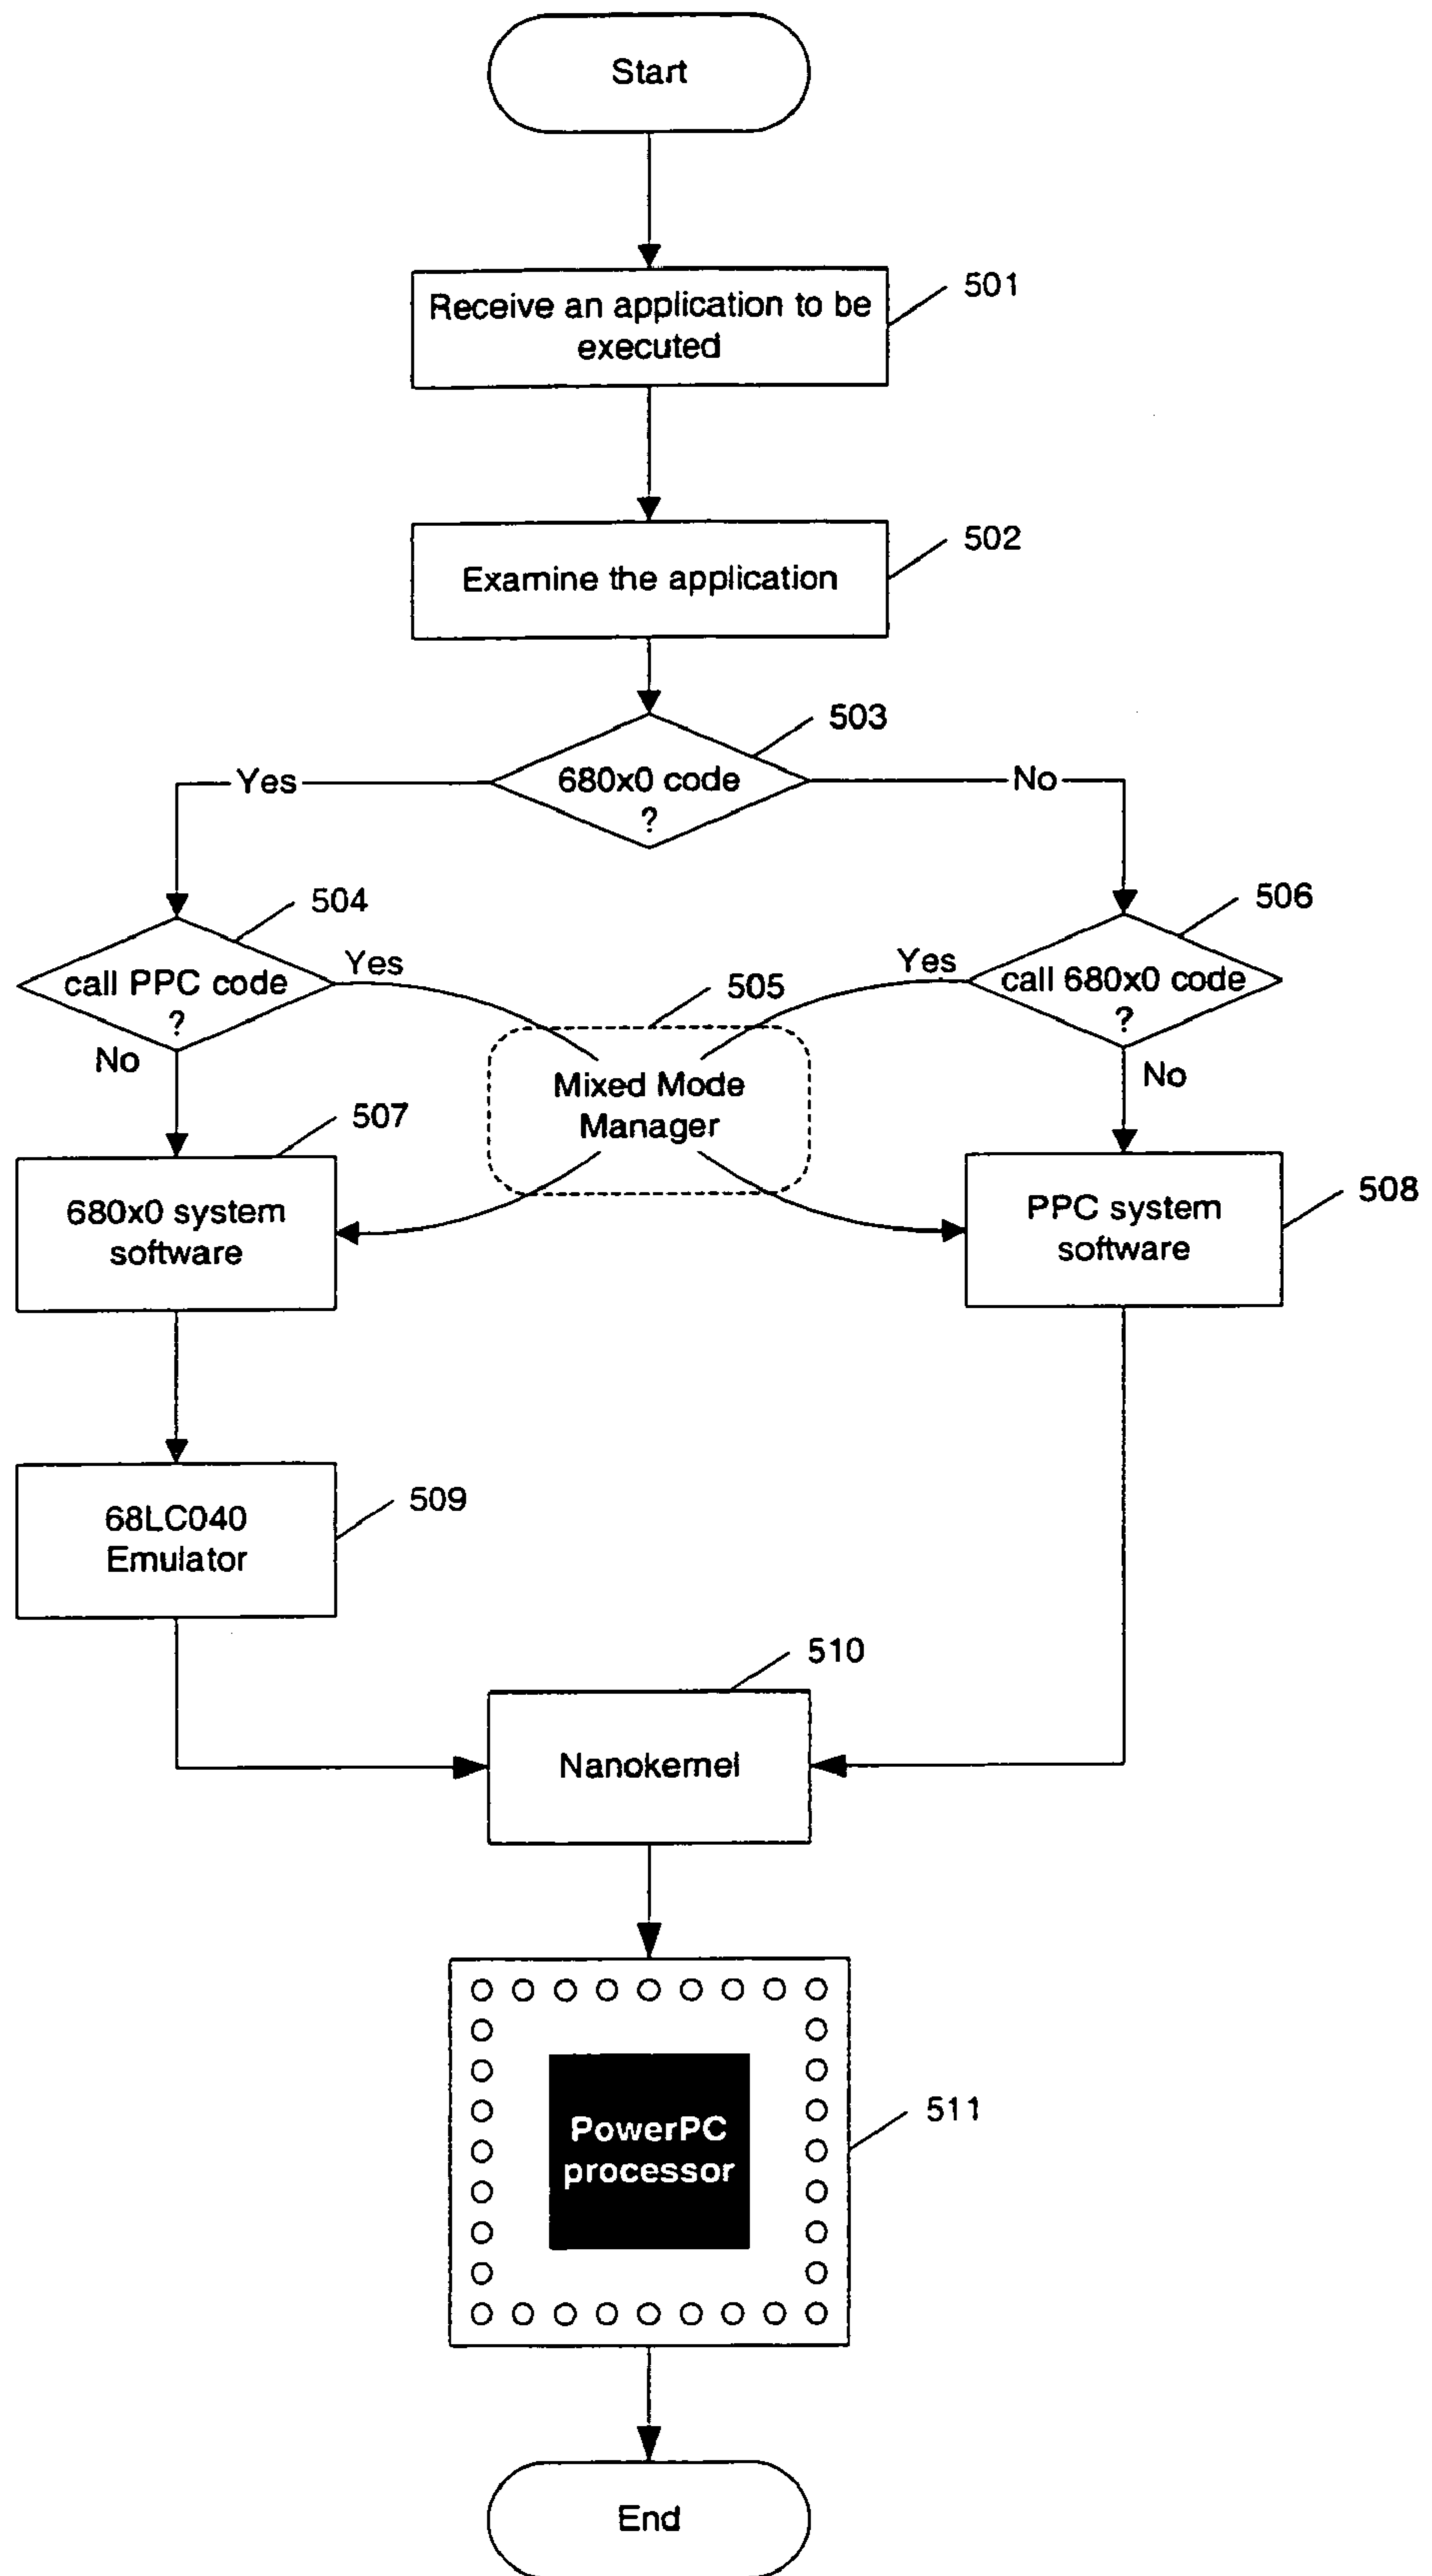 Start
501
Receive an application to be
executed
502
Examine the application
503
680x0 code
?
Yes
No
504
call PPC code
?
Yes
No
506
call 680x0 code
?
Yes
No
505
Mixed Mode
Manager
507
680x0 system
software
508
PPC system
software
509
68LC040
Emulator
510
Nanokernel
511
PowerPC
processor
End